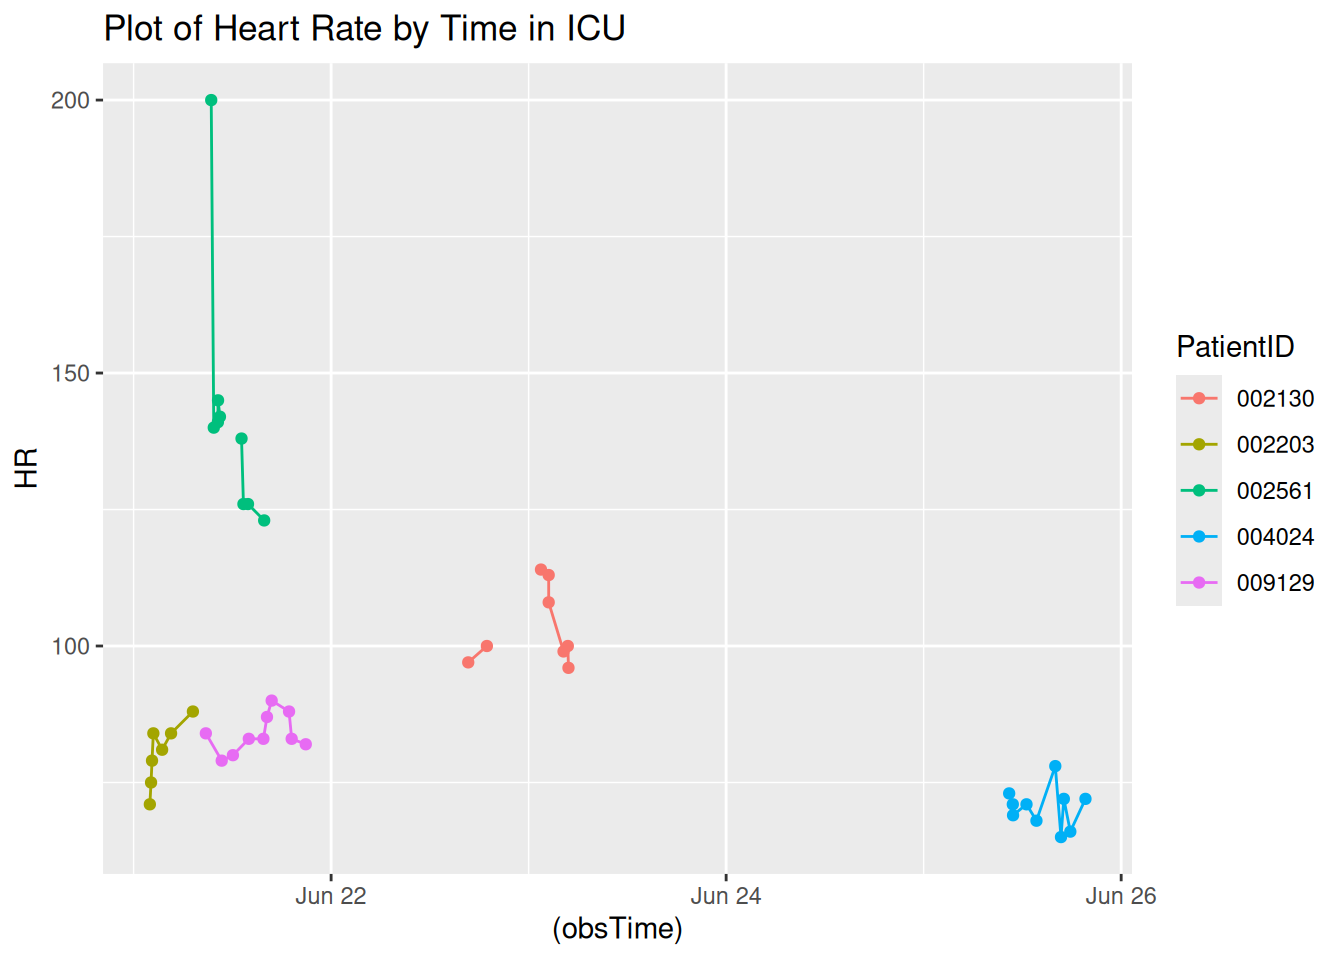 Plot of Heart Rate by Time in ICU
200
150
100
HR
Jun 22
Jun 24
Jun 26
(obsTime)
PatientID
002130
002203
002561
004024
009129